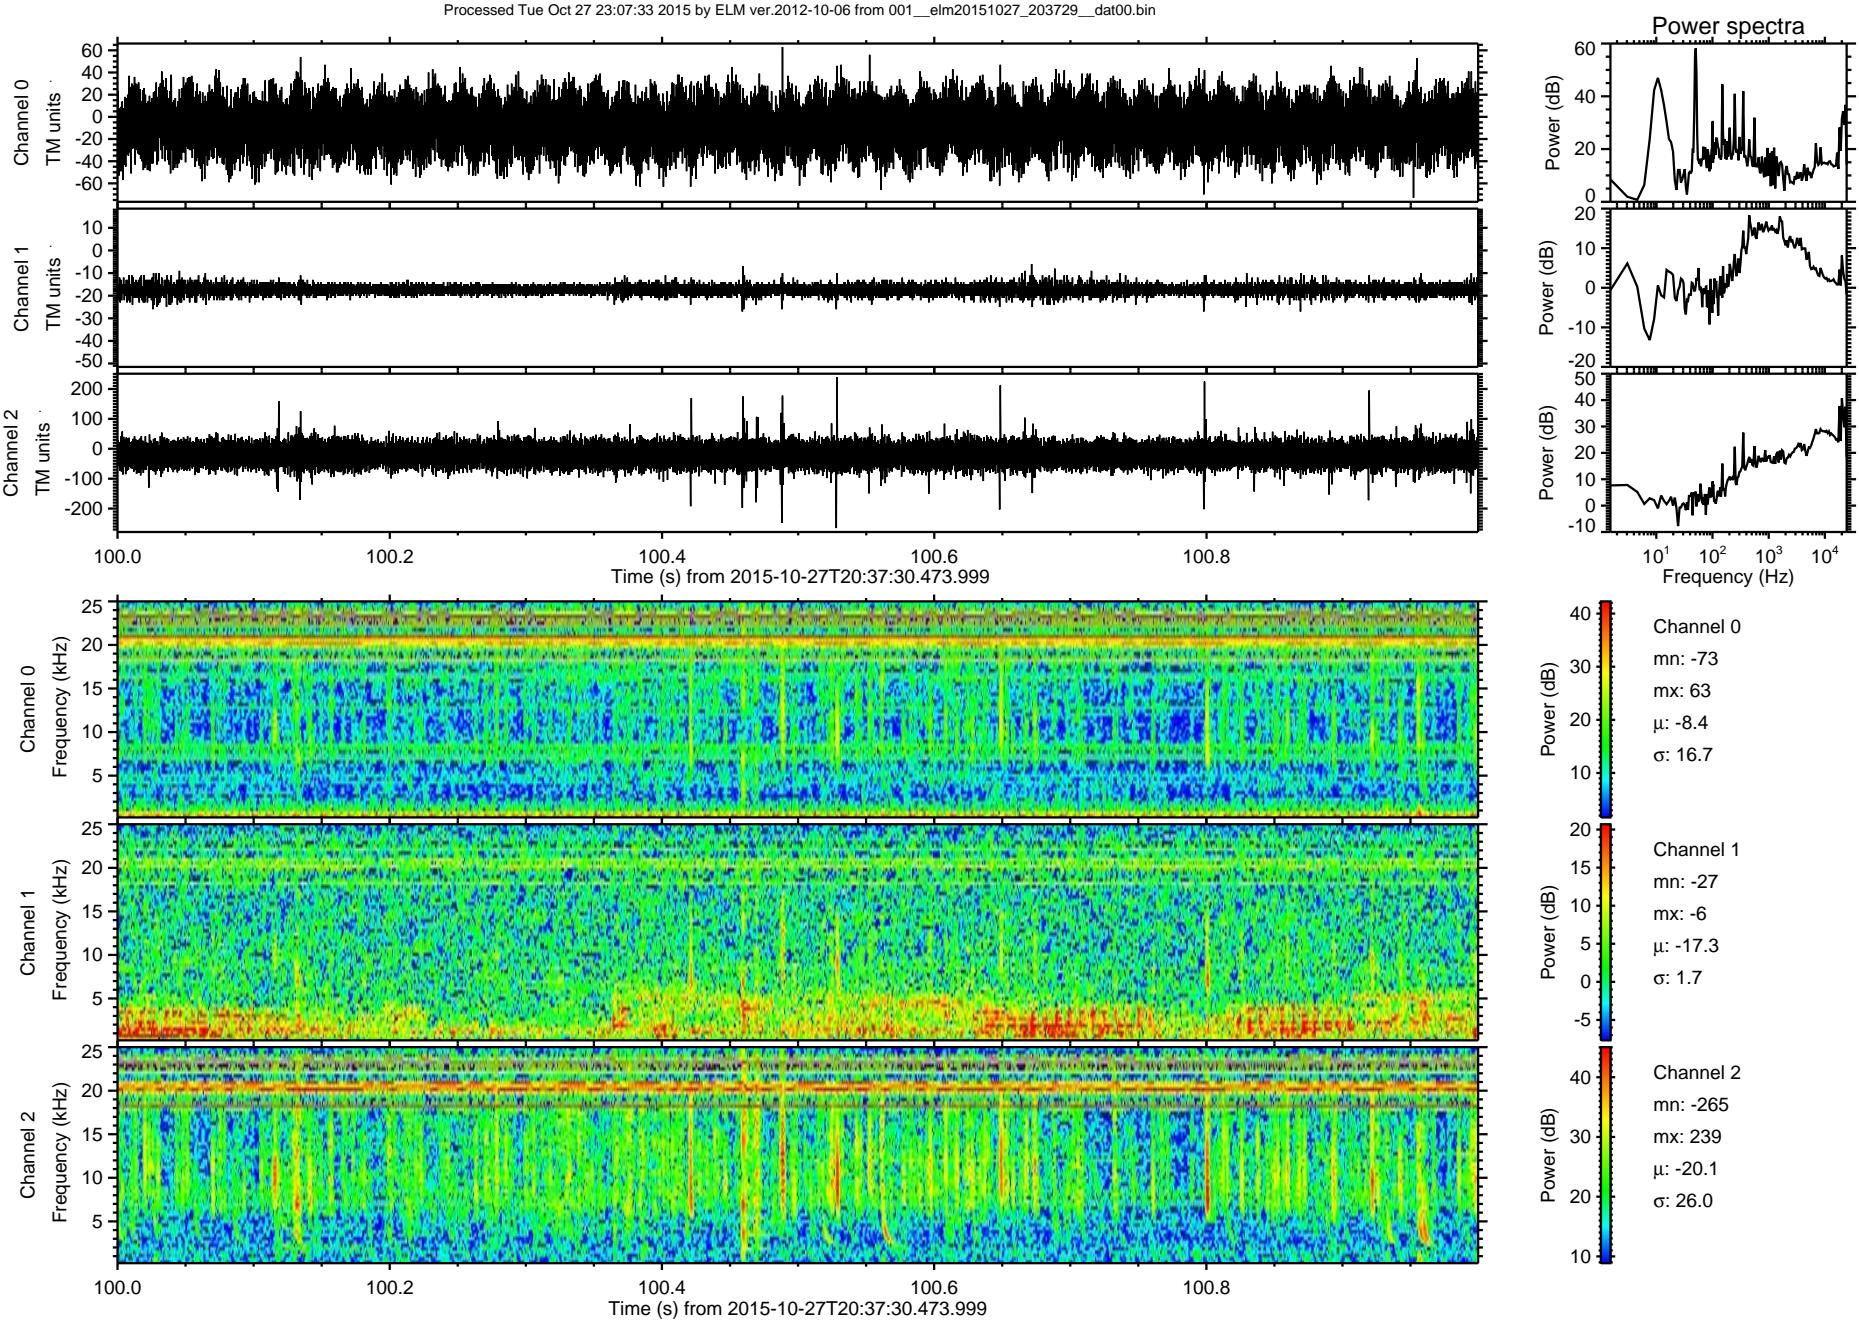 Processed Tue Oct 27 23:07:33 2015 by ELM ver.2012-10-06 from 001__elm20151027_203729__dat00.bin
Power spectra
Channel 0
TM units
60
40
20
0
-20
-40
-60
Power (dB)
60
40
20
0
Channel 1
TM units
10
0
-10
-20
-30
-40
-50
Power (dB)
20
10
0
-10
-20
Channel 2
TM units
200
100
0
-100
-200
Power (dB)
50
40
30
20
10
0
-10
100.0 100.2 100.4 100.6 100.8
Time (s) from 2015-10-27T20:37:30.473.999
10¹ 10² 10³ 10⁴
Frequency (Hz)
Channel 0
Frequency (kHz)
25
20
15
10
5
Power (dB)
40
30
20
10
Channel 0
mn: -73
mx: 63
μ: -8.4
σ: 16.7
Channel 1
Frequency (kHz)
25
20
15
10
5
Power (dB)
20
15
10
5
0
-5
Channel 1
mn: -27
mx: -6
μ: -17.3
σ: 1.7
Channel 2
Frequency (kHz)
25
20
15
10
5
Power (dB)
40
30
20
10
Channel 2
mn: -265
mx: 239
μ: -20.1
σ: 26.0
100.0 100.2 100.4 100.6 100.8
Time (s) from 2015-10-27T20:37:30.473.999